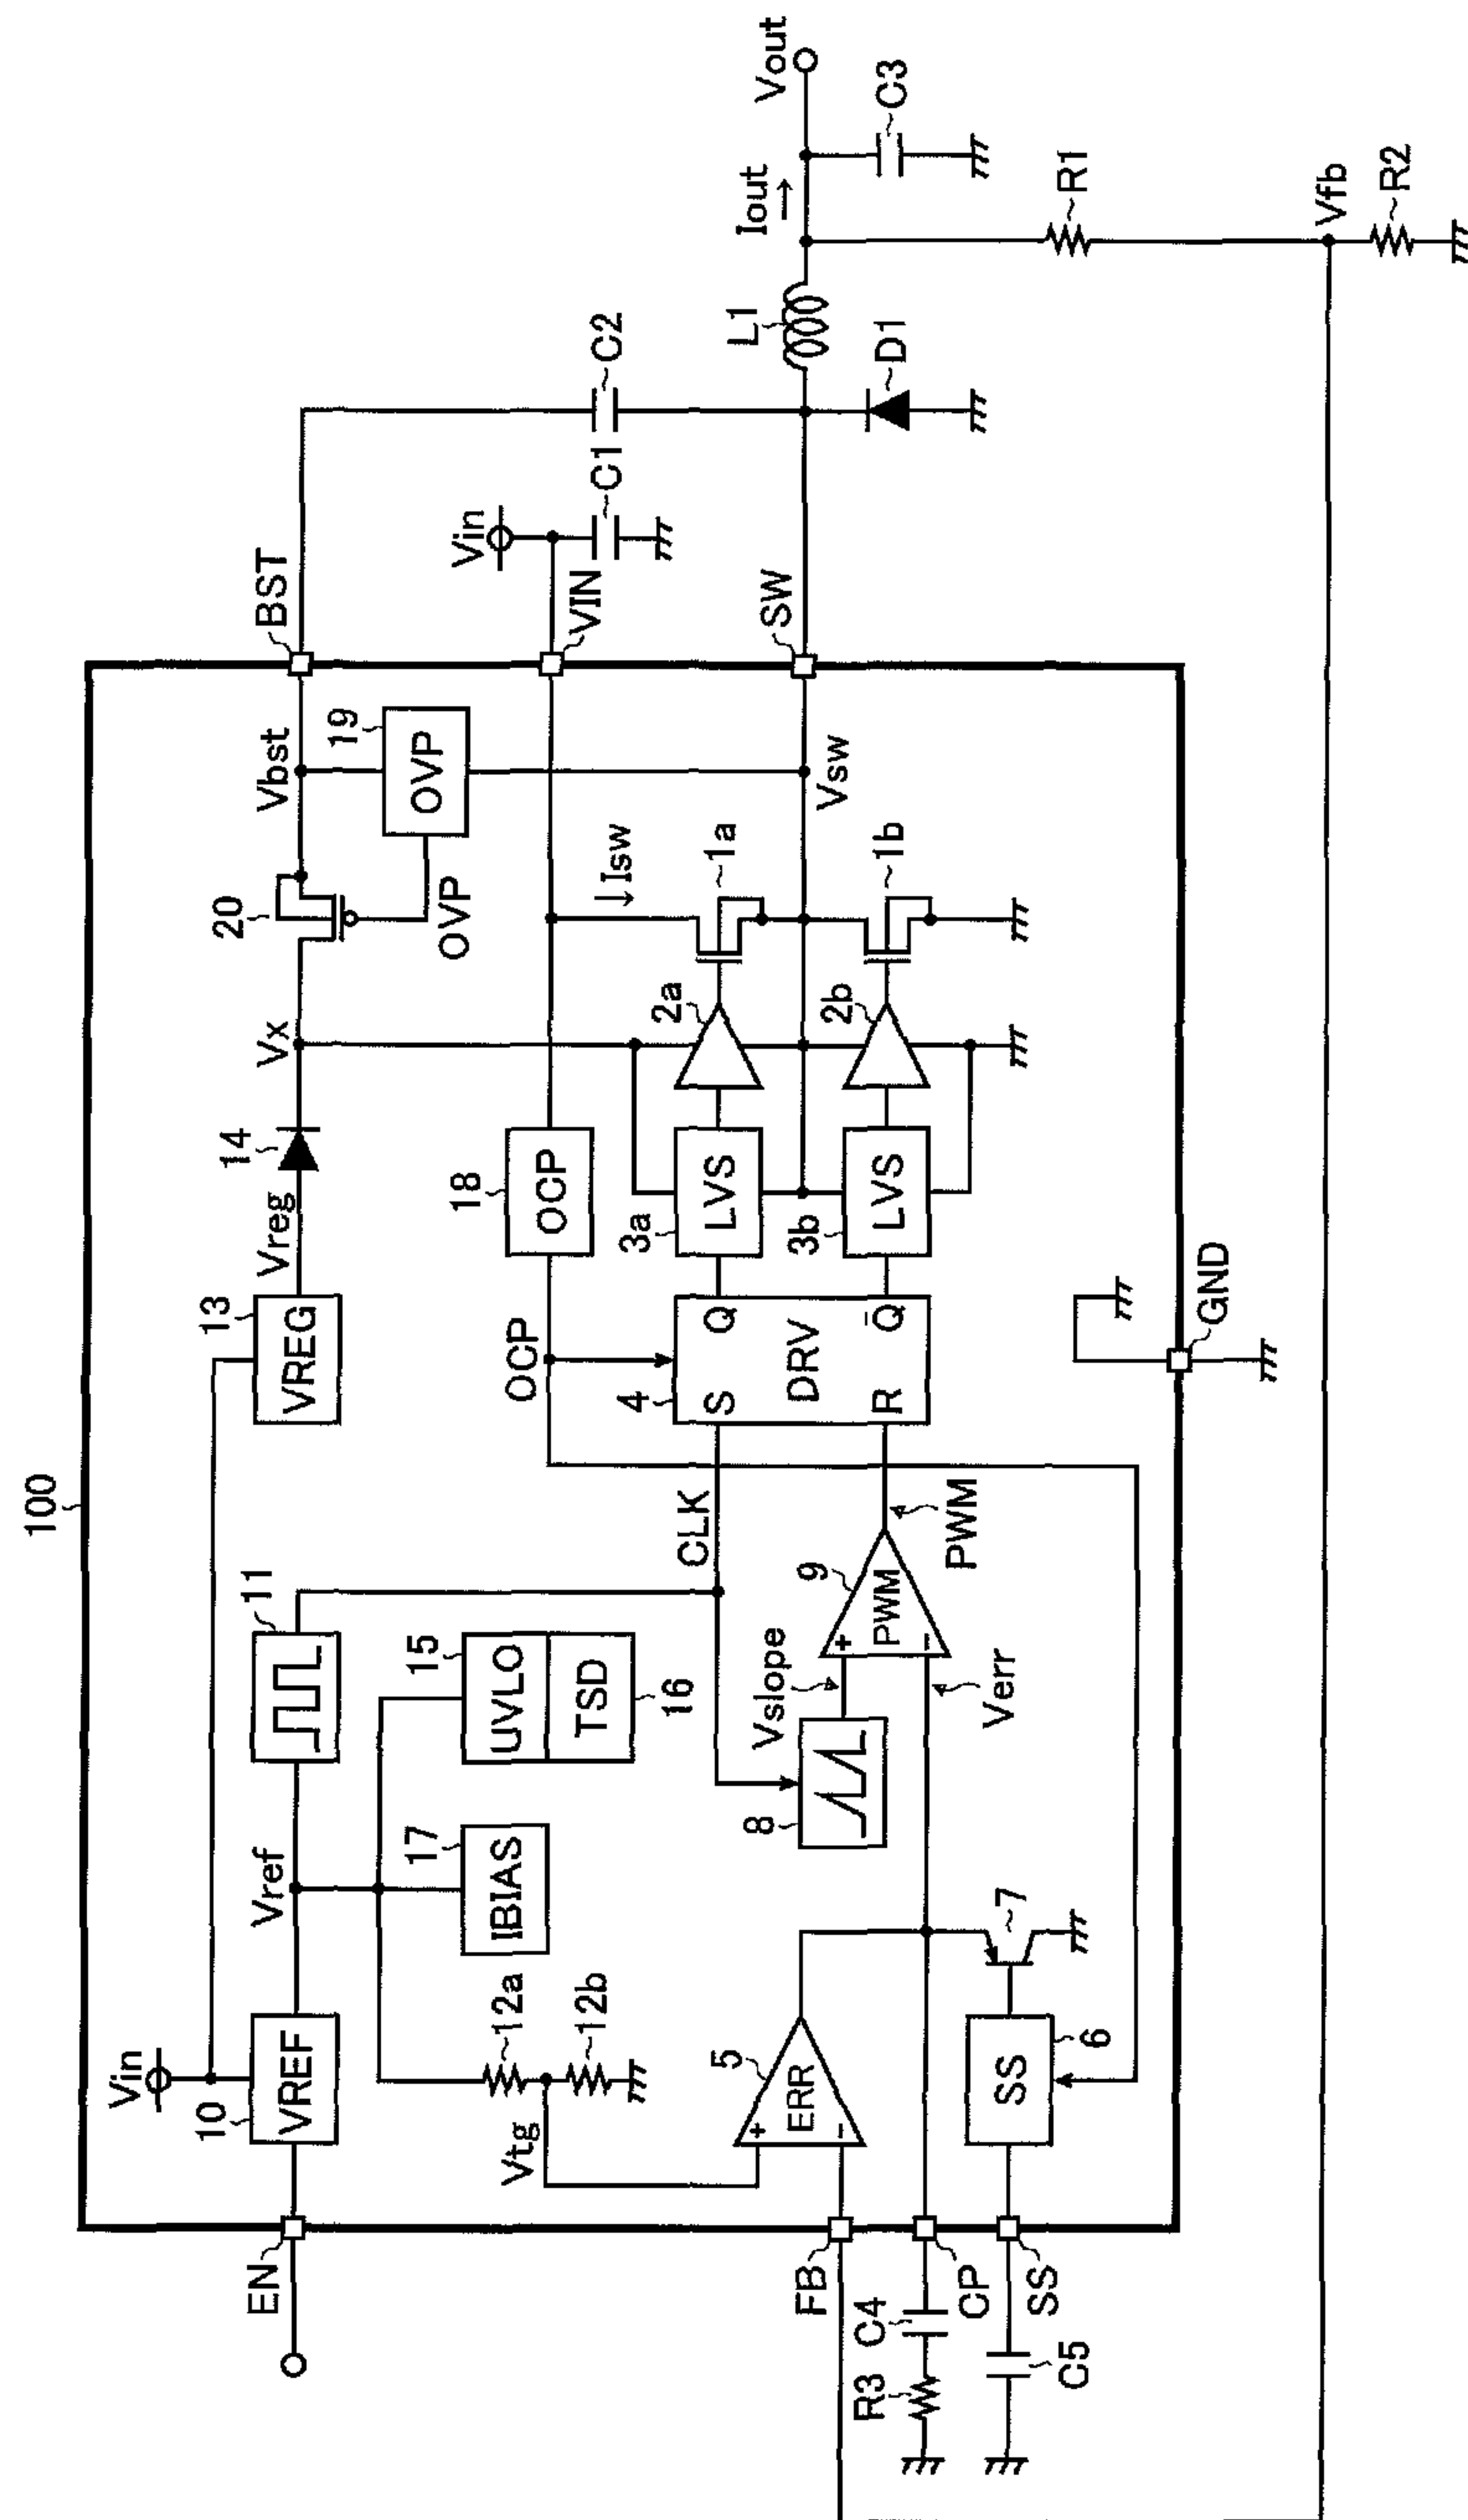 100
Vin
10
VREF
EN
Vref
11
13
VREG
Vreg
14
Vx
20
Vbst
BST
19
OVP
OVP
17
IBIAS
15
UVLO
TSD
16
12a
12b
Vtg
18
OCP
OCP
Isw
Vin
VIN
C1
C2
CLK
4
S
Q
DRV
R
Q̄
3a
LVS
3b
LVS
2a
2b
1a
1b
SW
Vsw
L1
D1
Iout
Vout
C3
R1
Vfb
R2
5
ERR
+
−
8
Vslope
9
PWM
+
−
PWM
Verr
FB
CP
C4
R3
SS
C5
6
SS
7
GND